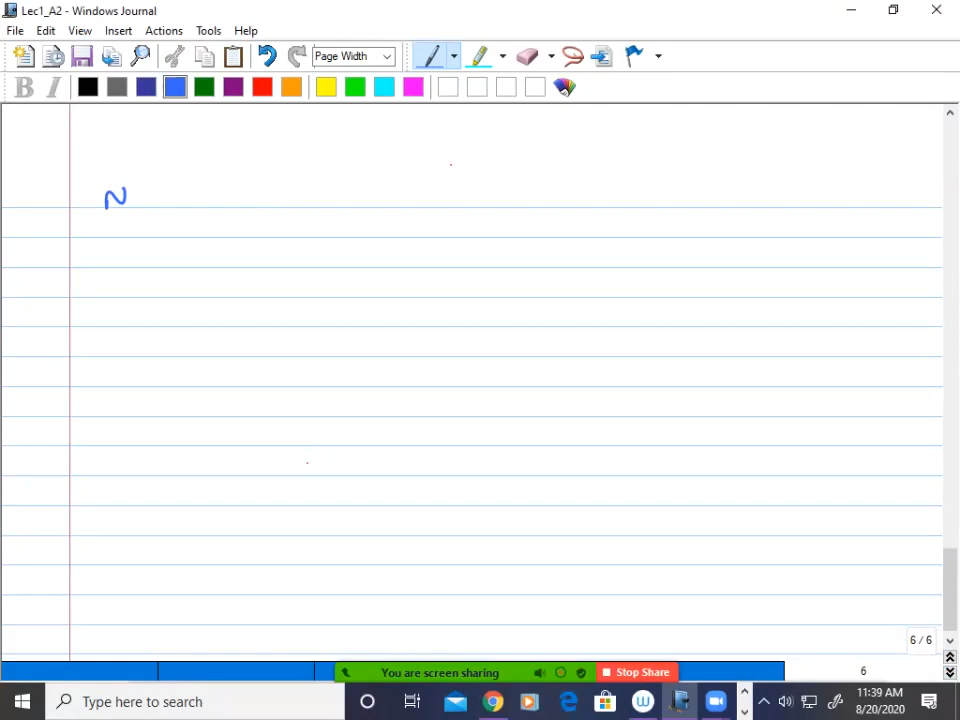 Lec1_A2 - Windows Journal
File Edit View Insert Actions Tools Help
Page Width
B I
N
6 / 6
6
You are screen sharing
Stop Share
Type here to search
11:39 AM
8/20/2020